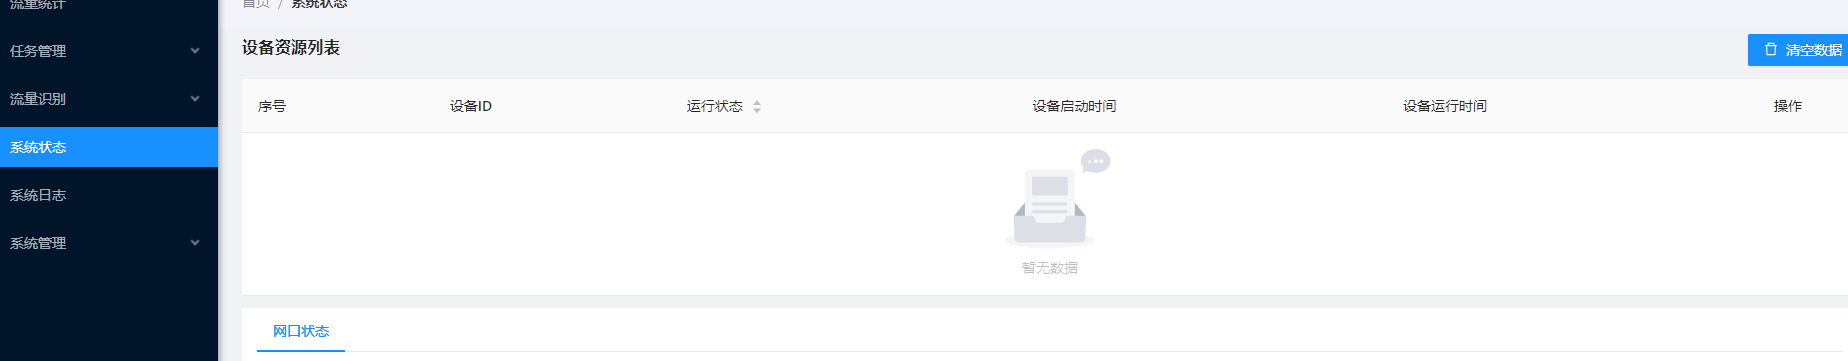 流量统计
首页 / 系统状态
任务管理
设备资源列表
清空数据
流量识别
序号 设备ID 运行状态 设备启动时间 设备运行时间 操作
系统状态
系统日志
系统管理
暂无数据
网口状态